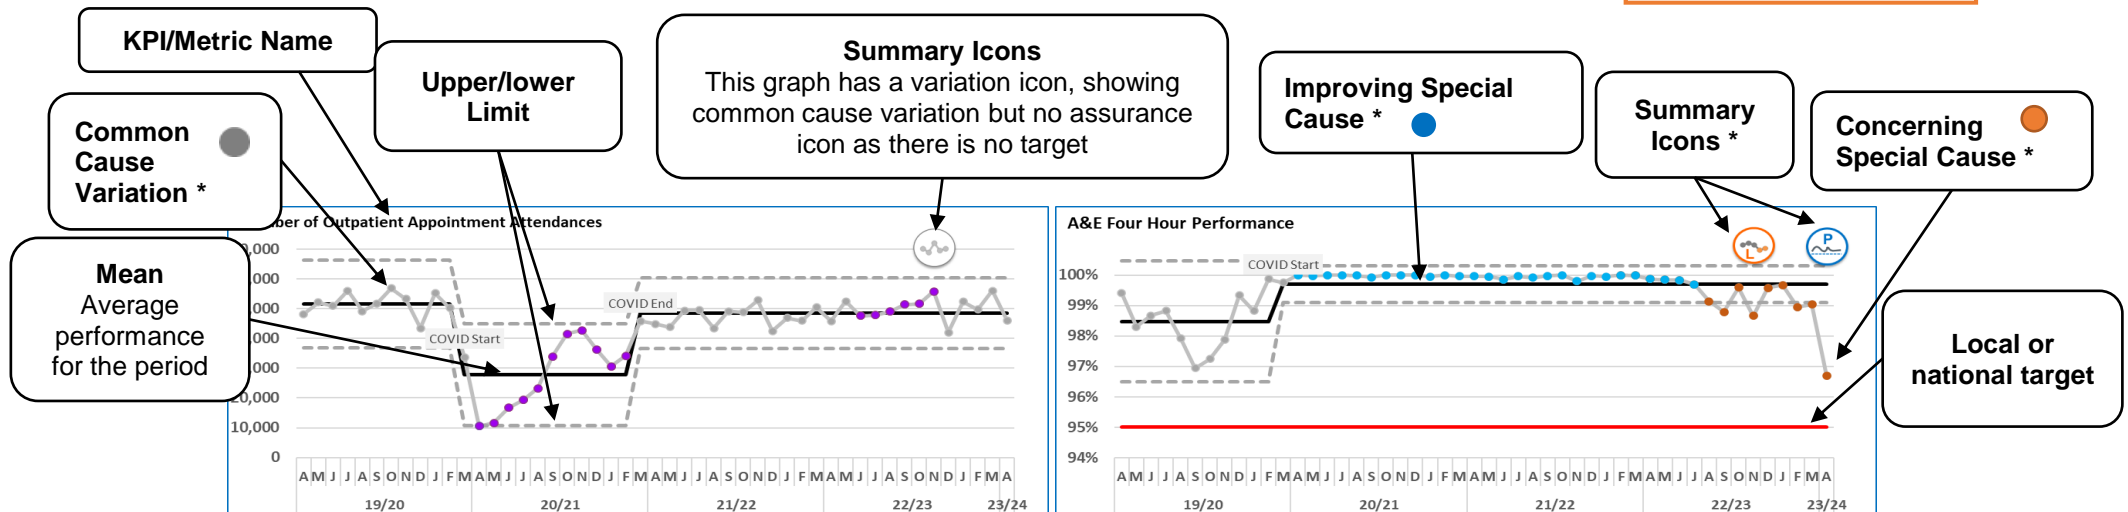 KPI/Metric Name
Upper/lower
Limit
Summary Icons
This graph has a variation icon, showing
common cause variation but no assurance
icon as there is no target
Improving Special
Cause *
Summary
Icons *
Concerning
Special Cause *
Common
Cause
Variation *
Mean
Average
performance
for the period
Local or
national target
Outpatient Appointment Attendances
COVID Start
COVID End
20,000
10,000
0
A M J J A S O N D J F M A M J J A S O N D J F M A M J J A S O N D J F M A M J J A S O N D J F M A
19/20 20/21 21/22 22/23 23/24
A&E Four Hour Performance
L
P
COVID Start
100%
99%
98%
97%
96%
95%
94%
A M J J A S O N D J F M A M J J A S O N D J F M A M J J A S O N D J F M A M J J A S O N D J F M A
19/20 20/21 21/22 22/23 23/24